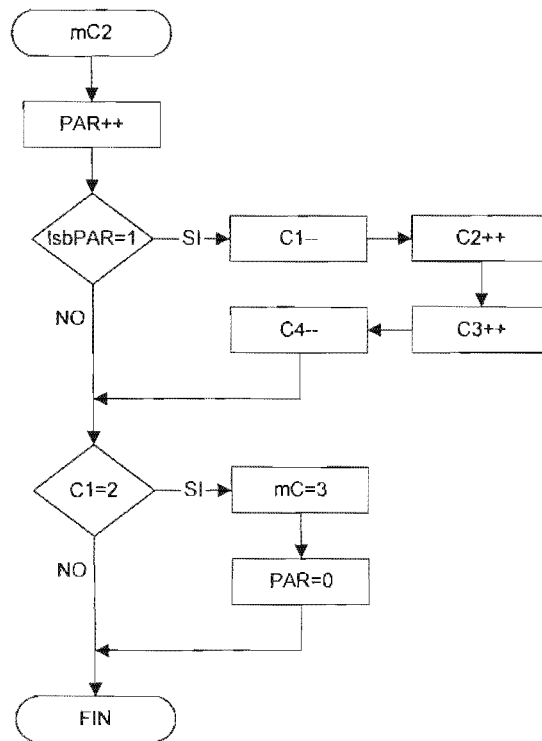 mC2
PAR++
lsbPAR=1
SI
C1--
C2++
NO
C4--
C3++
C1=2
SI
mC=3
NO
PAR=0
FIN